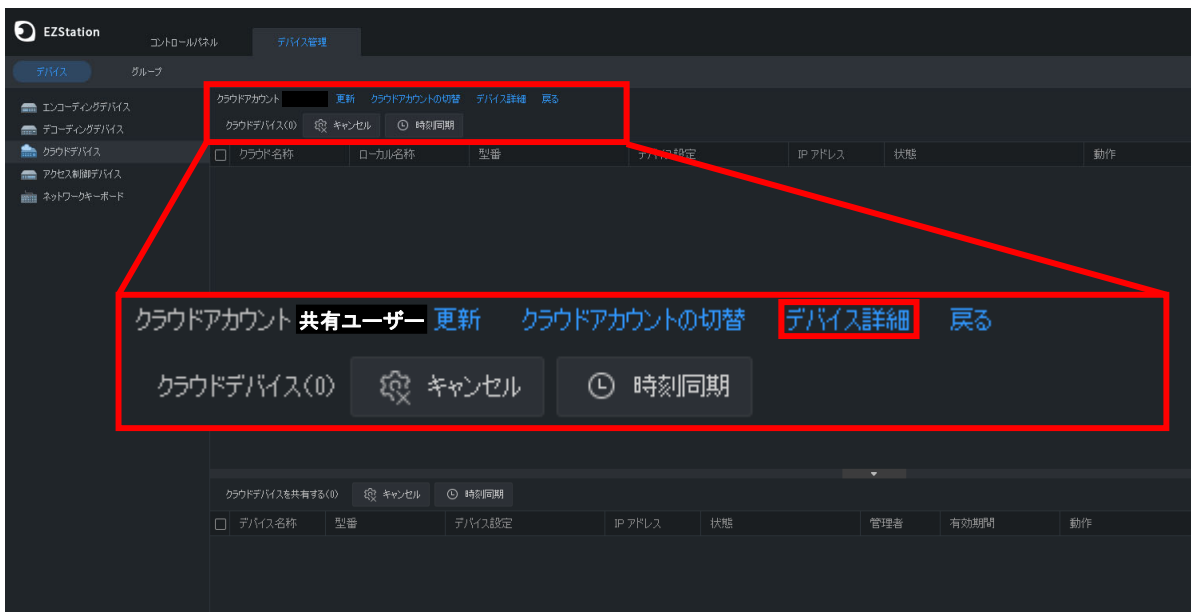 EZStation コントロールパネル デバイス管理
デバイス グループ
エンコーディングデバイス
デコーディングデバイス
クラウドデバイス
アクセス制御デバイス
ネットワークキーボード
クラウドアカウント 更新 クラウドアカウントの切替 デバイス詳細 戻る
クラウドデバイス(0) キャンセル 時刻同期
クラウド名称 ローカル名称 型番 デバイス設定 IP アドレス 状態 動作
クラウドアカウント 共有ユーザー 更新 クラウドアカウントの切替 デバイス詳細 戻る
クラウドデバイス(0) キャンセル 時刻同期
クラウドデバイスを共有する(0) キャンセル 時刻同期
デバイス名称 型番 デバイス設定 IP アドレス 状態 管理者 有効期間 動作